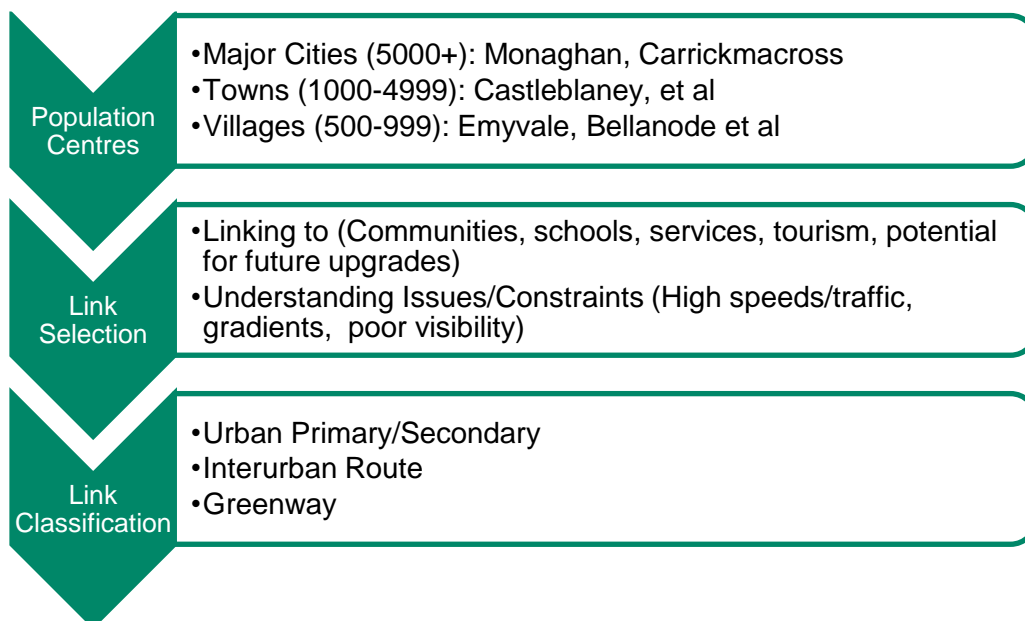 Population
Centres
•Major Cities (5000+): Monaghan, Carrickmacross
•Towns (1000-4999): Castleblaney, et al
•Villages (500-999): Emyvale, Bellanode et al
Link
Selection
•Linking to (Communities, schools, services, tourism, potential
for future upgrades)
•Understanding Issues/Constraints (High speeds/traffic,
gradients,  poor visibility)
Link
Classification
•Urban Primary/Secondary
•Interurban Route
•Greenway